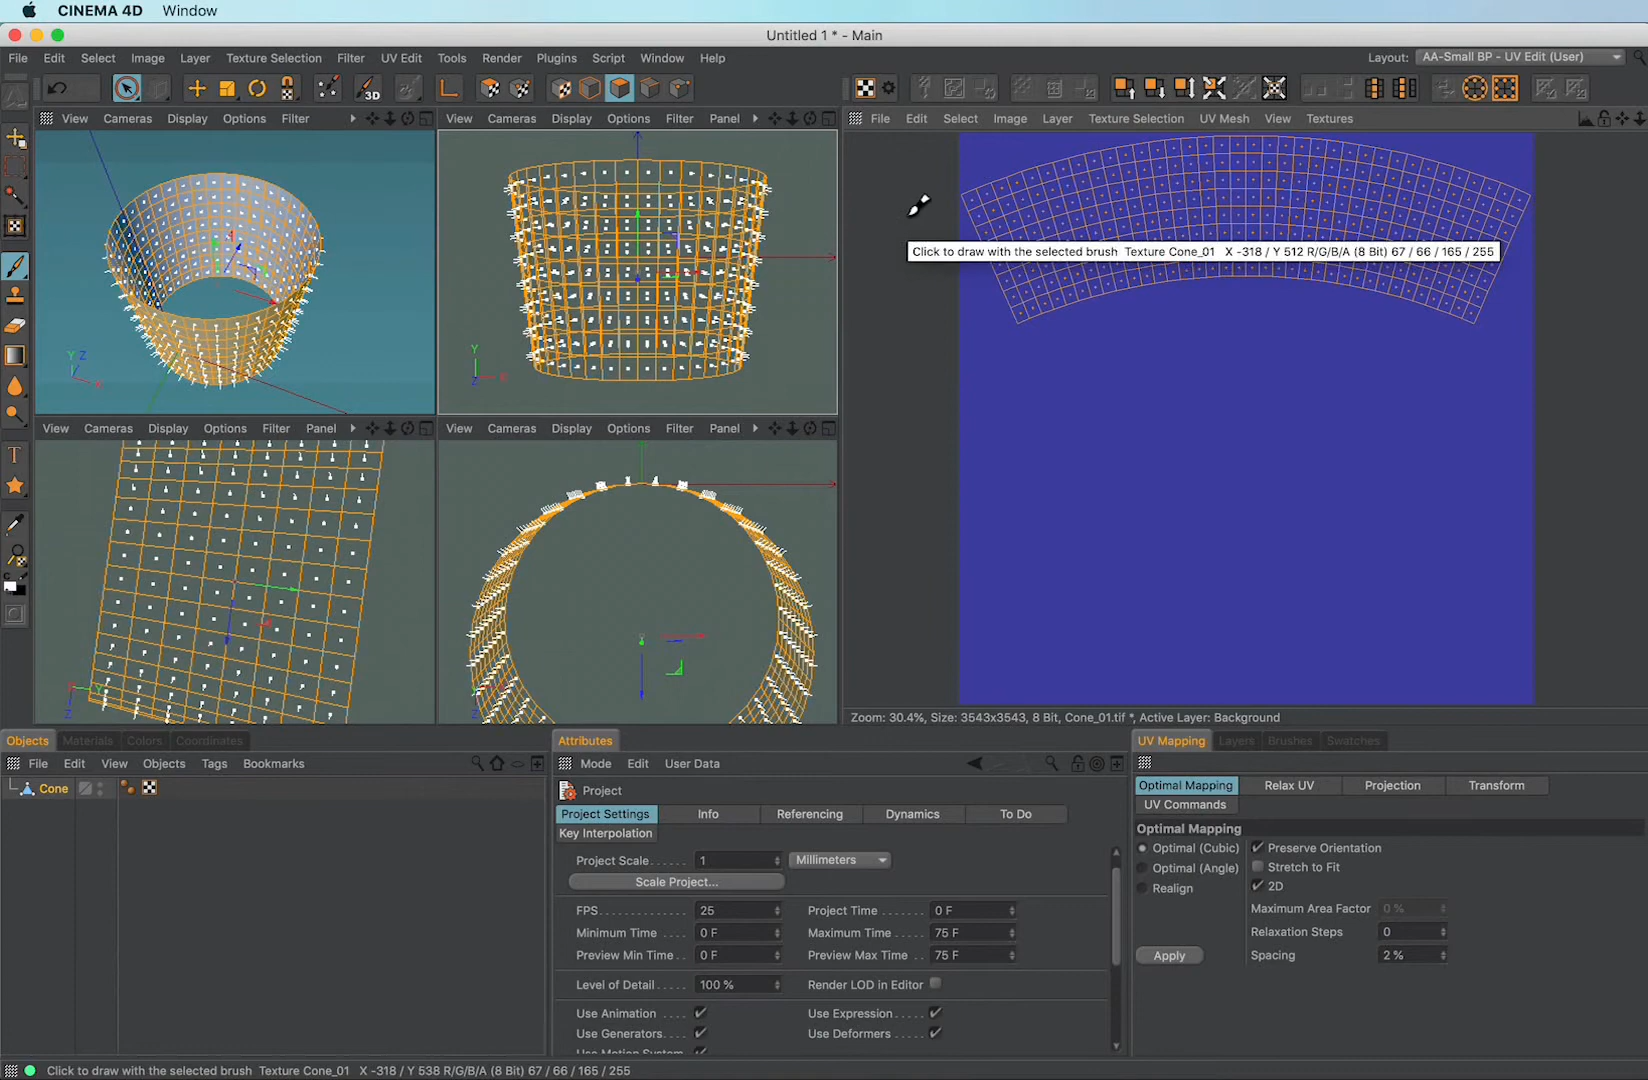 CINEMA 4D Window
Untitled 1 * - Main
File Edit Select Image Layer Texture Selection Filter UV Edit Tools Render Plugins Script Window Help Layout: AA-Small BP - UV Edit (User)
3D
View Cameras Display Options Filter
View Cameras Display Options Filter Panel
File Edit Select Image Layer Texture Selection UV Mesh View Textures
Click to draw with the selected brush Texture Cone_01 X -318 / Y 512 R/G/B/A (8 Bit) 67 / 66 / 165 / 255
Y Z
X
Y
Z X
View Cameras Display Options Filter Panel
View Cameras Display Options Filter Panel
T
Y
Z
Zoom: 30.4%, Size: 3543x3543, 8 Bit, Cone_01.tif *, Active Layer: Background
Objects Materials Colors Coordinates
Attributes
UV Mapping Layers Brushes Swatches
File Edit View Objects Tags Bookmarks
Mode Edit User Data
Cone
Project
Project Settings Info Referencing Dynamics To Do
Key Interpolation
Project Scale 1 Millimeters
Scale Project...
FPS 25 Project Time 0 F
Minimum Time 0 F Maximum Time 75 F
Preview Min Time 0 F Preview Max Time 75 F
Level of Detail 100 % Render LOD in Editor
Use Animation Use Expression
Use Generators Use Deformers
Use Motion System
Optimal Mapping Relax UV Projection Transform
UV Commands
Optimal Mapping
Optimal (Cubic) Preserve Orientation
Optimal (Angle) Stretch to Fit
Realign 2D
Maximum Area Factor 0 %
Relaxation Steps 0
Apply Spacing 2 %
Click to draw with the selected brush Texture Cone_01 X -318 / Y 538 R/G/B/A (8 Bit) 67 / 66 / 165 / 255